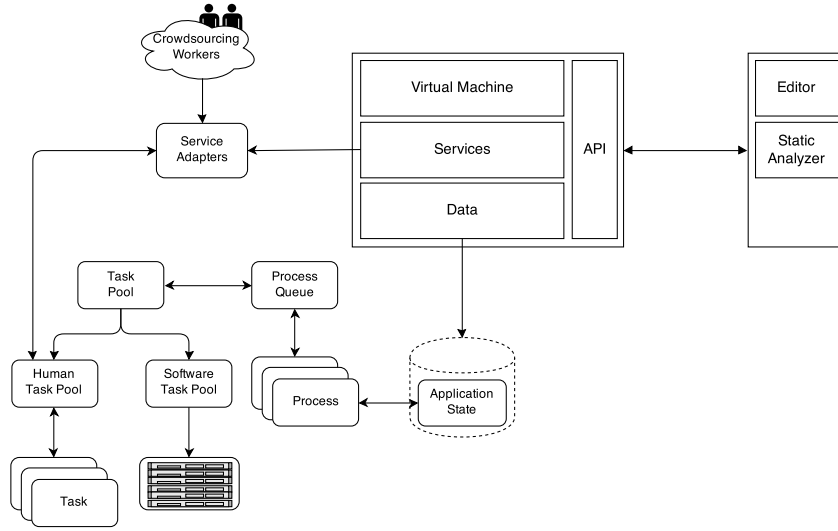 Crowdsourcing
Workers
Virtual Machine
Editor
Service
Adapters
Services
API
Static
Analyzer
Data
Task
Pool
Process
Queue
Human
Task Pool
Software
Task Pool
Process
Application
State
Task